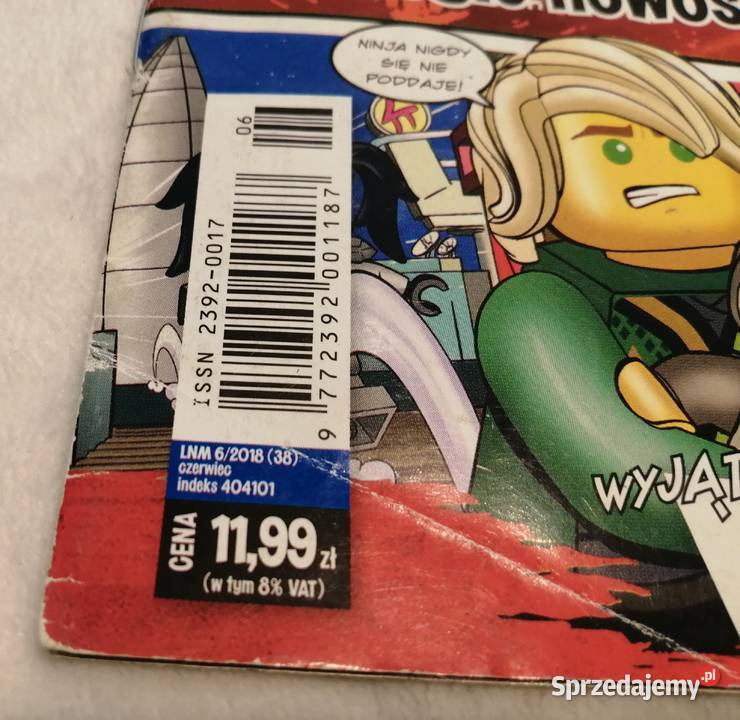 NINJA NIGDY
SIĘ NIE
PODDAJE!
06
ISSN 2392-0017
9 772392 001187
LNM 6/2018 (38)
czerwiec
indeks 404101
CENA
11,99 zł
(w tym 8% VAT)
Sprzedajemy.pl